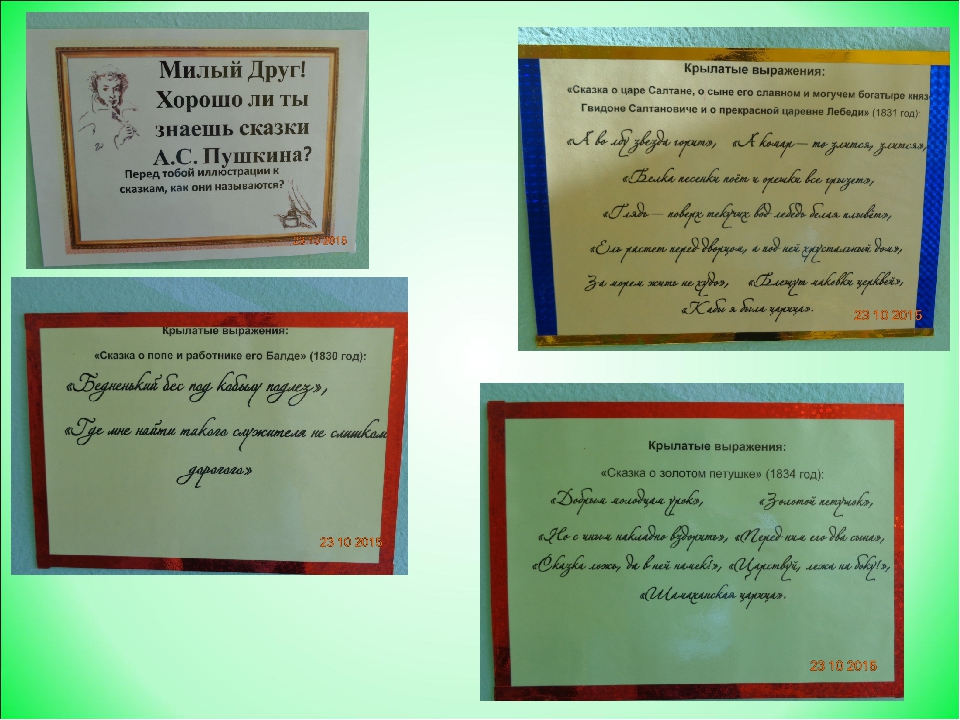 Милый Друг!
Хорошо ли ты
знаешь сказки
А.С. Пушкина?
Перед тобой иллюстрации к
сказкам, как они называются?
23 10 2015
Крылатые выражения:
«Сказка о царе Салтане, о сыне его славном и могучем богатыре княз
Гвидоне Салтановиче и о прекрасной царевне Лебеди» (1831 год):
«А во лбу звезда горит», «А комар — то злится, злится»,
«Белка песенки поёт и орешки все грызет»,
«Глядь — поверх текучих вод лебедь белая плывёт»,
«Ель растет перед дворцом, а под ней хрустальный дом»,
За морем жить не худо», «Блещут маковки церквей»,
«Кабы я была царица».
23 10 2015
Крылатые выражения:
«Сказка о попе и работнике его Балде» (1830 год):
«Бедненький бес под кобылу подлез»,
«Где мне найти такого служителя не слишком
дорогого»
23 10 2015
Крылатые выражения:
«Сказка о золотом петушке» (1834 год):
«Добрым молодцам урок», «Золотой петушок»,
«Но с иным накладно вздорить», «Перед ним его два сына»,
«Сказка ложь, да в ней намек!», «Царствуй, лежа на боку!»,
«Шамаханская царица».
23 10 2015